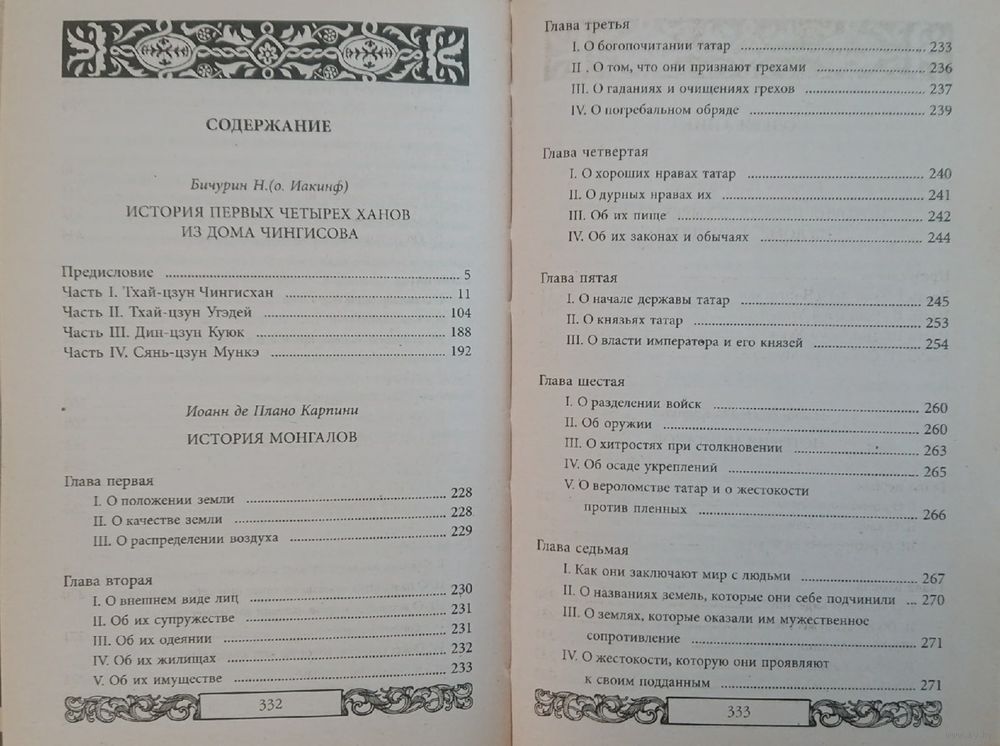 СОДЕРЖАНИЕ
Бичурин Н.(о. Иакинф)
ИСТОРИЯ ПЕРВЫХ ЧЕТЫРЕХ ХАНОВ
ИЗ ДОМА ЧИНГИСОВА
Предисловие ........ 5
Часть I. Тхай-цзун Чингисхан ........ 11
Часть II. Тхай-цзун Угэдей ........ 104
Часть III. Дин-цзун Куюк ........ 188
Часть IV. Сянь-цзун Мункэ ........ 192
Иоанн де Плано Карпини
ИСТОРИЯ МОНГАЛОВ
Глава первая
I. О положении земли ........ 228
II. О качестве земли ........ 228
III. О распределении воздуха ........ 229
Глава вторая
I. О внешнем виде лиц ........ 230
II. Об их супружестве ........ 231
III. Об их одеянии ........ 231
IV. Об их жилищах ........ 232
V. Об их имуществе ........ 233
332
Глава третья
I. О богопочитании татар ........ 233
II . О том, что они признают грехами ........ 236
III. О гаданиях и очищениях грехов ........ 237
IV. О погребальном обряде ........ 239
Глава четвертая
I. О хороших нравах татар ........ 240
II. О дурных нравах их ........ 241
III. Об их пище ........ 242
IV. Об их законах и обычаях ........ 244
Глава пятая
I. О начале державы татар ........ 245
II. О князьях татар ........ 253
III. О власти императора и его князей ........ 254
Глава шестая
I. О разделении войск ........ 260
II. Об оружии ........ 260
III. О хитростях при столкновении ........ 263
IV. Об осаде укреплений ........ 265
V. О вероломстве татар и о жестокости
против пленных ........ 266
Глава седьмая
I. Как они заключают мир с людьми ........ 267
II. О названиях земель, которые они себе подчинили ... 270
III. О землях, которые оказали им мужественное
сопротивление ........ 271
IV. О жестокости, которую они проявляют
к своим подданным ........ 271
333